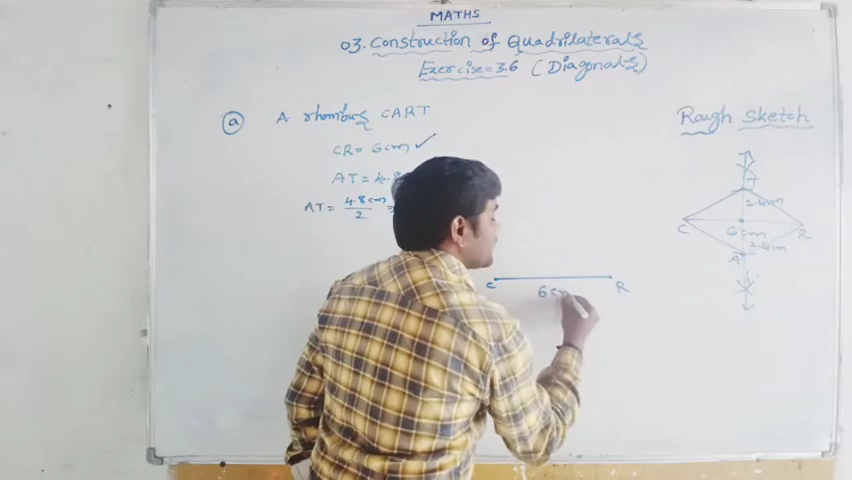 MATHS
03. Construction of Quadrilaterals
Exercise=3.6 (Diagonals)
a A rhombus CART
CR= 6cm ✓
AT= 4.8
AT= 4.8cm/2 =
Rough Sketch
T
2.4cm
C 6cm R
2.4cm
A
C R
6cm